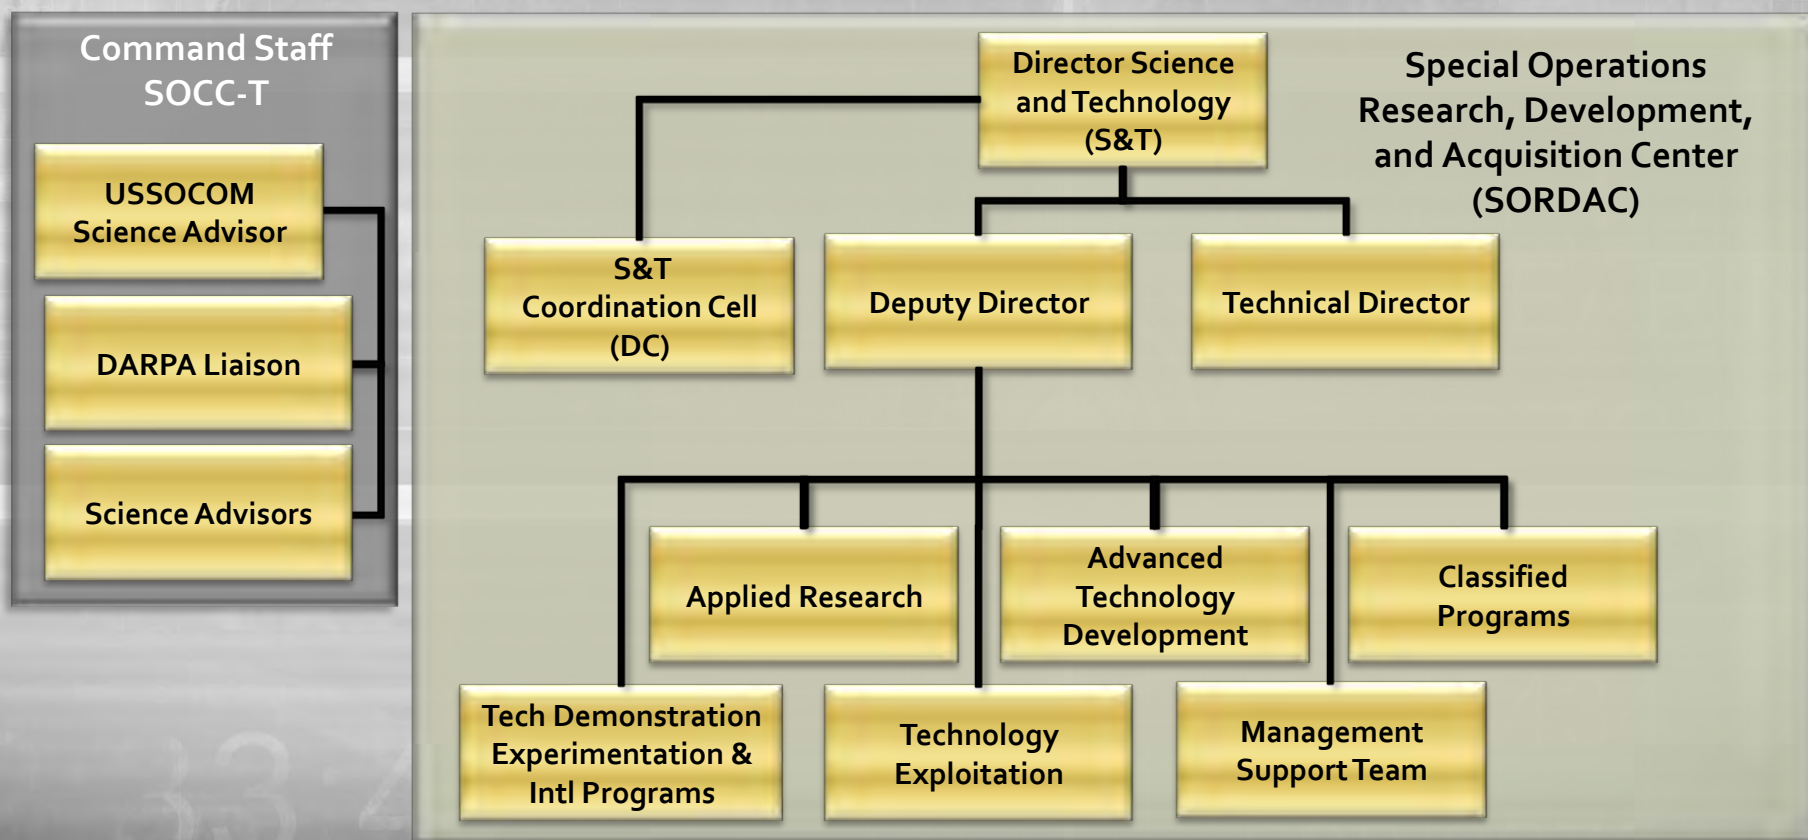 Command Staff
SOCC-T
USSOCOM
Science Advisor
DARPA Liaison
Science Advisors
Director Science
and Technology
(S&T)
Special Operations
Research, Development,
and Acquisition Center
(SORDAC)
S&T
Coordination Cell
(DC)
Deputy Director
Technical Director
Applied Research
Advanced
Technology
Development
Classified
Programs
Tech Demonstration
Experimentation &
Intl Programs
Technology
Exploitation
Management
Support Team